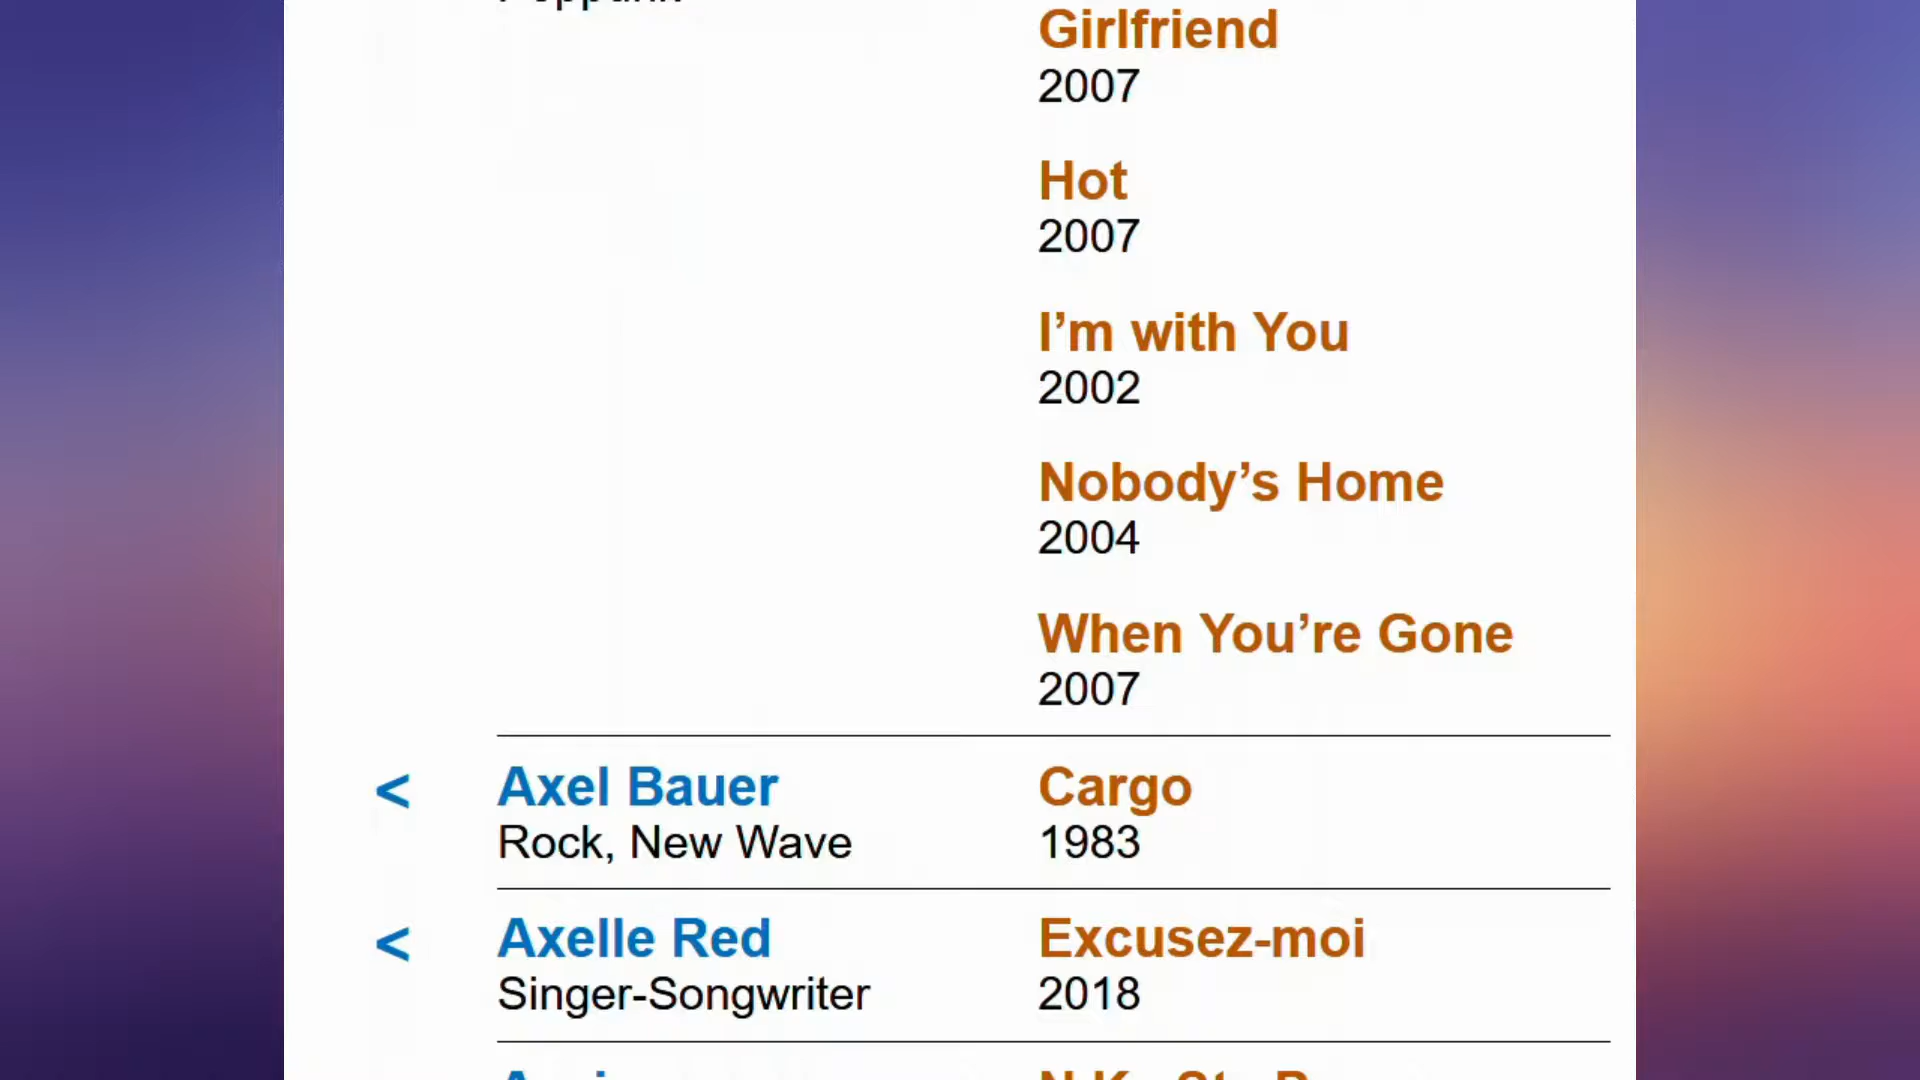 Girlfriend
2007
Hot
2007
I’m with You
2002
Nobody’s Home
2004
When You’re Gone
2007
< Axel Bauer Cargo
Rock, New Wave 1983
< Axelle Red Excusez-moi
Singer-Songwriter 2018